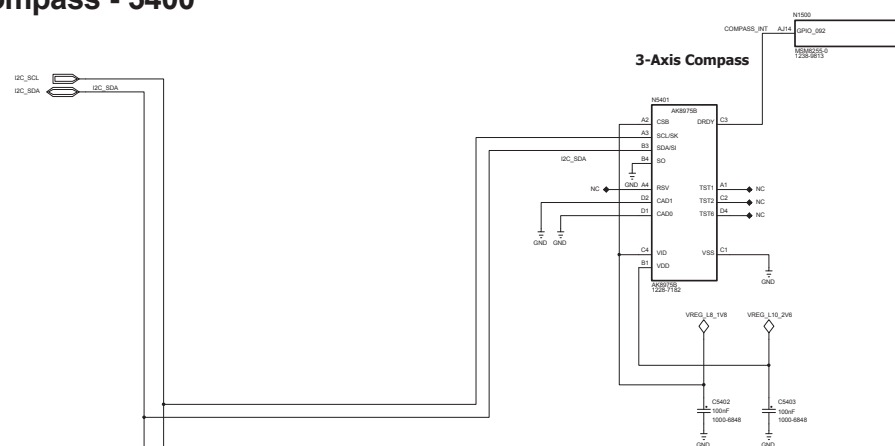 ompass - 5400
N1500
COMPASS_INT
AJ14
GPIO_092
MSM8255-0
1238-9813
3-Axis Compass
I2C_SCL
I2C_SDA
I2C_SDA
N5401
AK8975B
A2
CSB
DRDY
C3
A3
SCL/SK
B3
SDA/SI
I2C_SDA
B4
SO
GND
NC
A4
RSV
TST1
A1
NC
D2
CAD1
TST2
C2
NC
D1
CAD0
TST6
D4
NC
GND
GND
C4
VID
VSS
C1
B1
VDD
GND
AK8975B
1228-7182
VREG_L8_1V8
VREG_L10_2V6
C5402
100nF
1000-6848
C5403
100nF
1000-6848
GND
GND